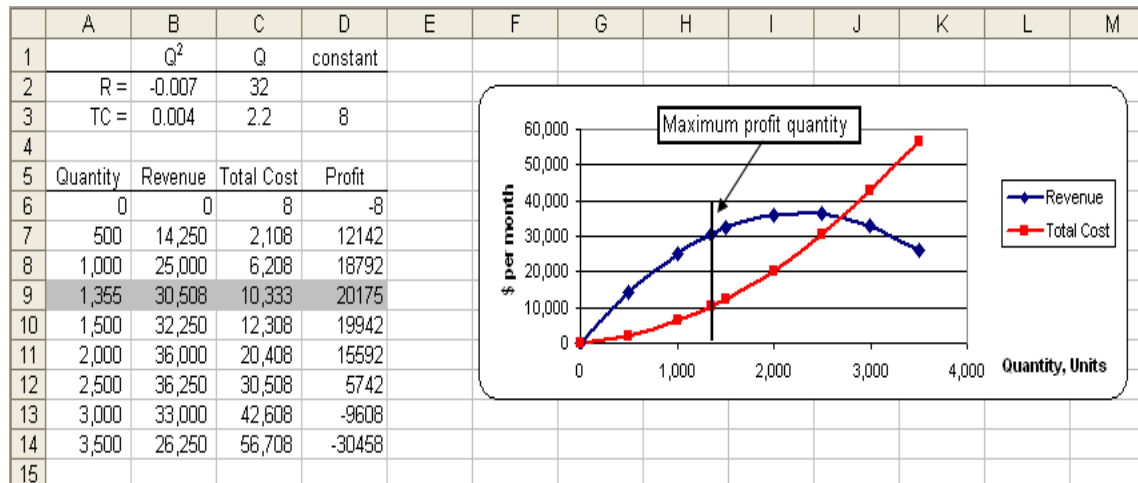 A B C D E F G H I J K L M
1 Q² Q constant
2 R = -0.007 32
3 TC = 0.004 2.2 8
4
5 Quantity Revenue Total Cost Profit
6 0 0 8 -8
7 500 14,250 2,108 12142
8 1,000 25,000 6,208 18792
9 1,355 30,508 10,333 20175
10 1,500 32,250 12,308 19942
11 2,000 36,000 20,408 15592
12 2,500 36,250 30,508 5742
13 3,000 33,000 42,608 -9608
14 3,500 26,250 56,708 -30458
15
Maximum profit quantity
60,000
50,000
40,000
30,000
20,000
10,000
0
$ per month
0 1,000 2,000 3,000 4,000
Quantity, Units
Revenue
Total Cost